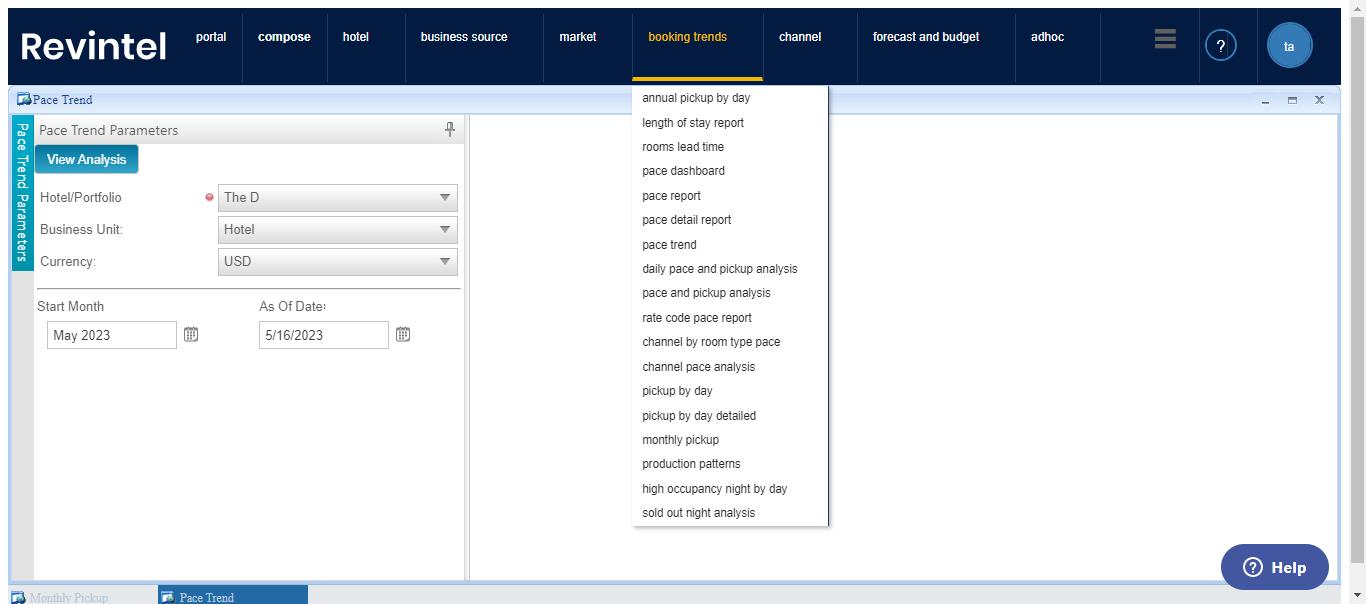 Revintel
portal
compose
hotel
business source
market
booking trends
channel
forecast and budget
adhoc
?
ta
Pace Trend
Pace Trend Parameters
Pace Trend Parameters
View Analysis
Hotel/Portfolio
The D
Business Unit:
Hotel
Currency:
USD
Start Month
As Of Date:
May 2023
5/16/2023
annual pickup by day
length of stay report
rooms lead time
pace dashboard
pace report
pace detail report
pace trend
daily pace and pickup analysis
pace and pickup analysis
rate code pace report
channel by room type pace
channel pace analysis
pickup by day
pickup by day detailed
monthly pickup
production patterns
high occupancy night by day
sold out night analysis
? Help
Monthly Pickup
Pace Trend